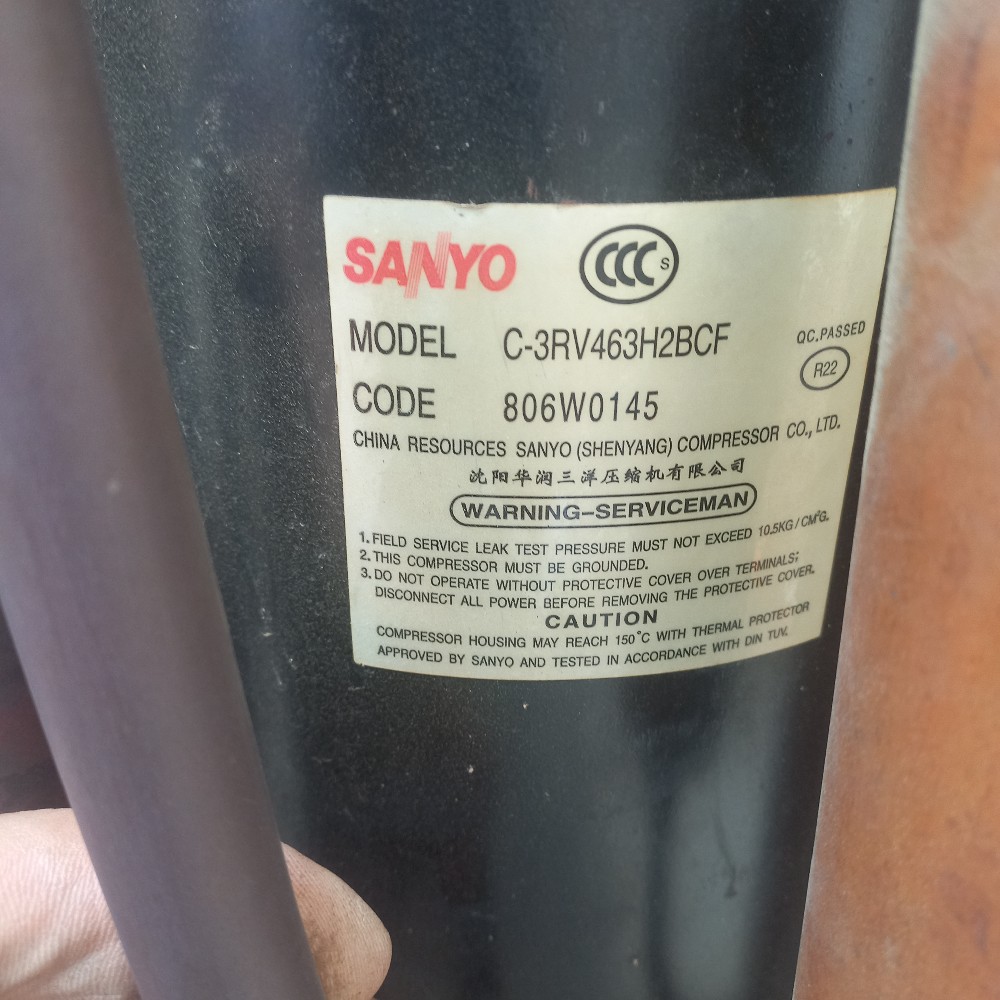 SANYO
CCC S
MODEL C-3RV463H2BCF
QC.PASSED
R22
CODE 806W0145
CHINA RESOURCES SANYO (SHENYANG) COMPRESSOR CO., LTD.
沈阳华润三洋压缩机有限公司
WARNING-SERVICEMAN
1. FIELD SERVICE LEAK TEST PRESSURE MUST NOT EXCEED 10.5KG/CM²G.
2. THIS COMPRESSOR MUST BE GROUNDED.
3. DO NOT OPERATE WITHOUT PROTECTIVE COVER OVER TERMINALS;
DISCONNECT ALL POWER BEFORE REMOVING THE PROTECTIVE COVER.
CAUTION
COMPRESSOR HOUSING MAY REACH 150°C WITH THERMAL PROTECTOR
APPROVED BY SANYO AND TESTED IN ACCORDANCE WITH DIN TUV.